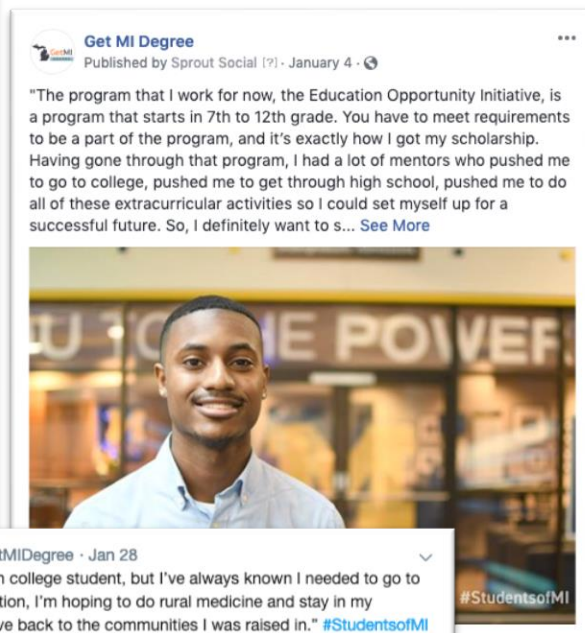 Get MI Degree
Published by Sprout Social [?] · January 4 ·
"The program that I work for now, the Education Opportunity Initiative, is
a program that starts in 7th to 12th grade. You have to meet requirements
to be a part of the program, and it's exactly how I got my scholarship.
Having gone through that program, I had a lot of mentors who pushed me
to go to college, pushed me to get through high school, pushed me to do
all of these extracurricular activities so I could set myself up for a
successful future. So, I definitely want to s... See More
GetMI
U TO THE POWER
#StudentsofMI
tMIDegree · Jan 28
n college student, but I've always known I needed to go to
tion, I'm hoping to do rural medicine and stay in my
ve back to the communities I was raised in." #StudentsofMI